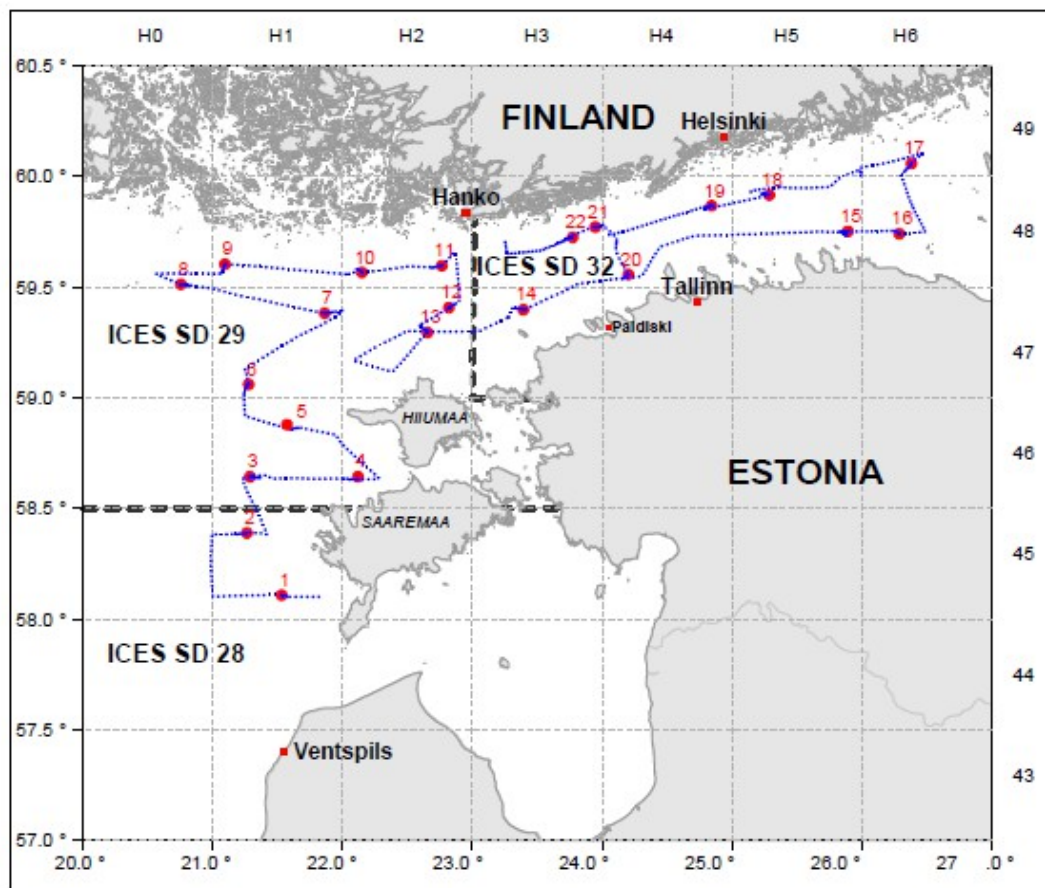 H0 H1 H2 H3 H4 H5 H6
60.5 °
FINLAND
Helsinki
49
17
60.0 °
Hanko
19 18
21
22
15 16
48
9
10
11
ICES SD 32
20
8
59.5 °
Tallinn
12
14
7
13
Paldiski
ICES SD 29
47
6
59.0 °
HIIUMAA
5
46
3
4
ESTONIA
58.5 °
2
SAAREMAA
45
1
58.0 °
ICES SD 28
44
57.5 °
Ventspils
43
57.0 °
20.0 ° 21.0 ° 22.0 ° 23.0 ° 24.0 ° 25.0 ° 26.0 ° 27 .0 °